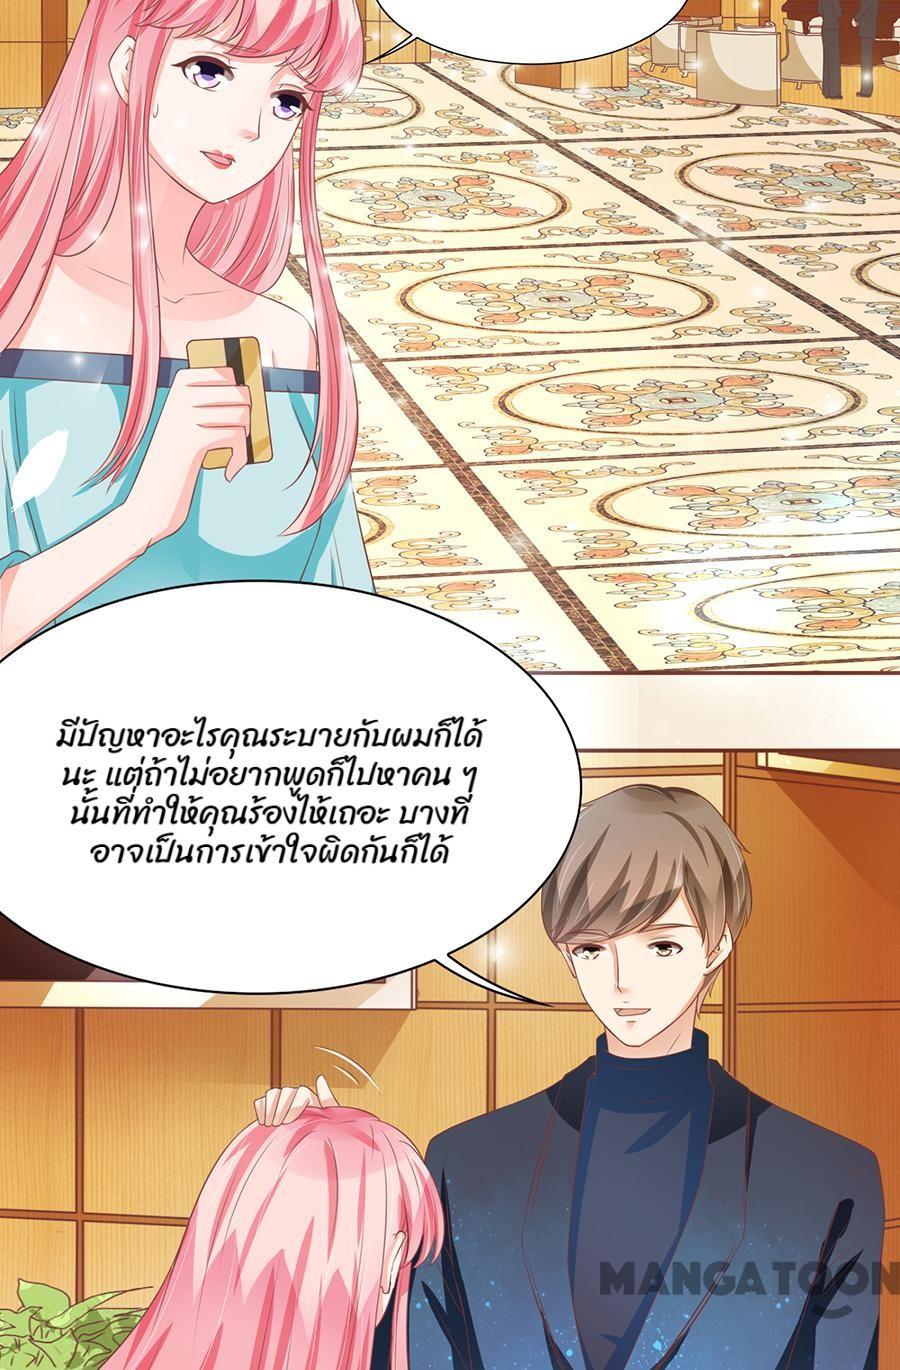 มีปัญหาอะไรคุณระบายกับผมก็ได้
นะ แต่ถ้าไม่อยากพูดก็ไปหาคน ๆ
นั้นที่ทำให้คุณร้องไห้เถอะ บางที
อาจเป็นการเข้าใจผิดกันก็ได้
MANGATOON